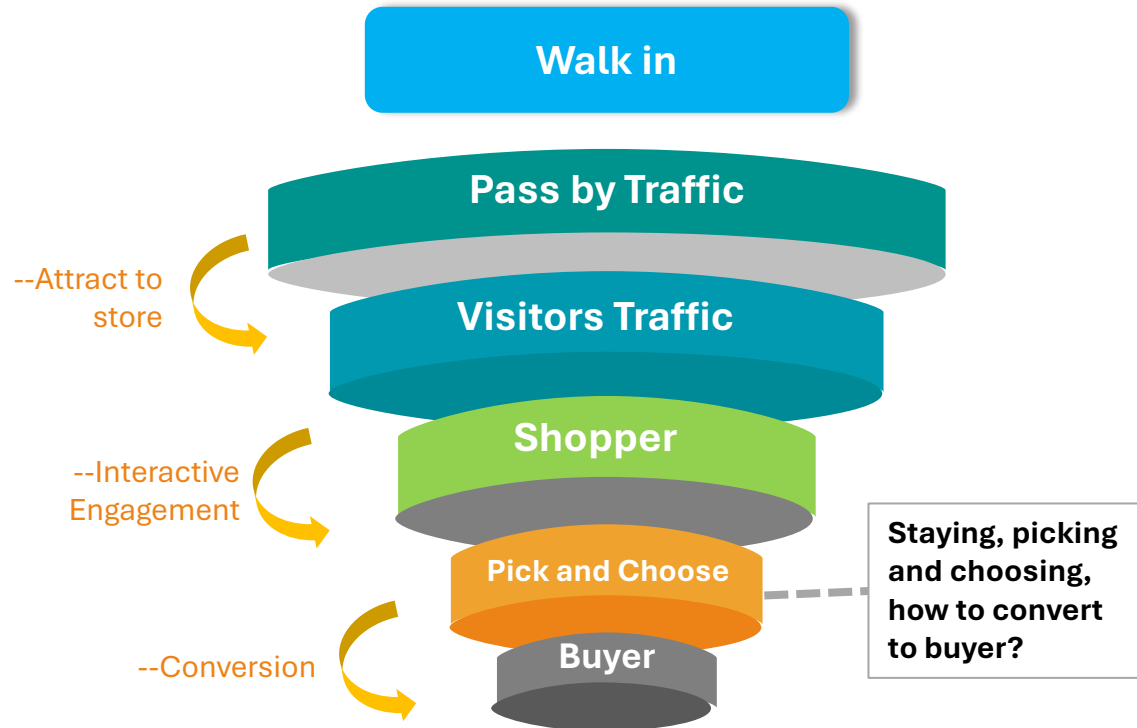 Walk in
Pass by Traffic
--Attract to
store
Visitors Traffic
Shopper
--Interactive
Engagement
Pick and Choose
Staying, picking
and choosing,
how to convert
to buyer?
Buyer
--Conversion